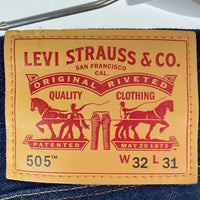 LEVI STRAUSS & CO.
SAN FRANCISCO
CAL.
ORIGINAL RIVETED
QUALITY CLOTHING
PATENTED MAY 20 1873
505™ W 32 L 31